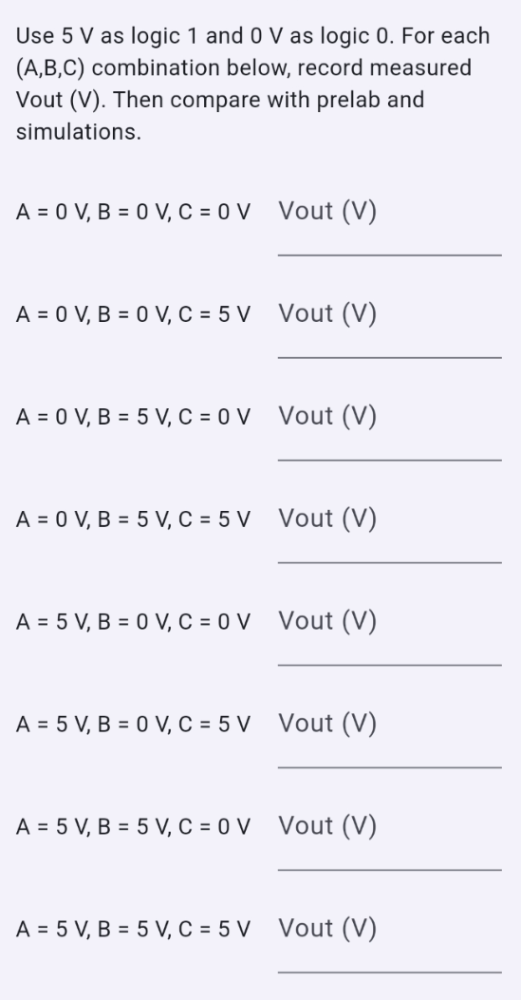 Use 5 V as logic 1 and 0 V as logic 0. For each
(A,B,C) combination below, record measured
Vout (V). Then compare with prelab and
simulations.
A = 0 V, B = 0 V, C = 0 V Vout (V)
A = 0 V, B = 0 V, C = 5 V Vout (V)
A = 0 V, B = 5 V, C = 0 V Vout (V)
A = 0 V, B = 5 V, C = 5 V Vout (V)
A = 5 V, B = 0 V, C = 0 V Vout (V)
A = 5 V, B = 0 V, C = 5 V Vout (V)
A = 5 V, B = 5 V, C = 0 V Vout (V)
A = 5 V, B = 5 V, C = 5 V Vout (V)